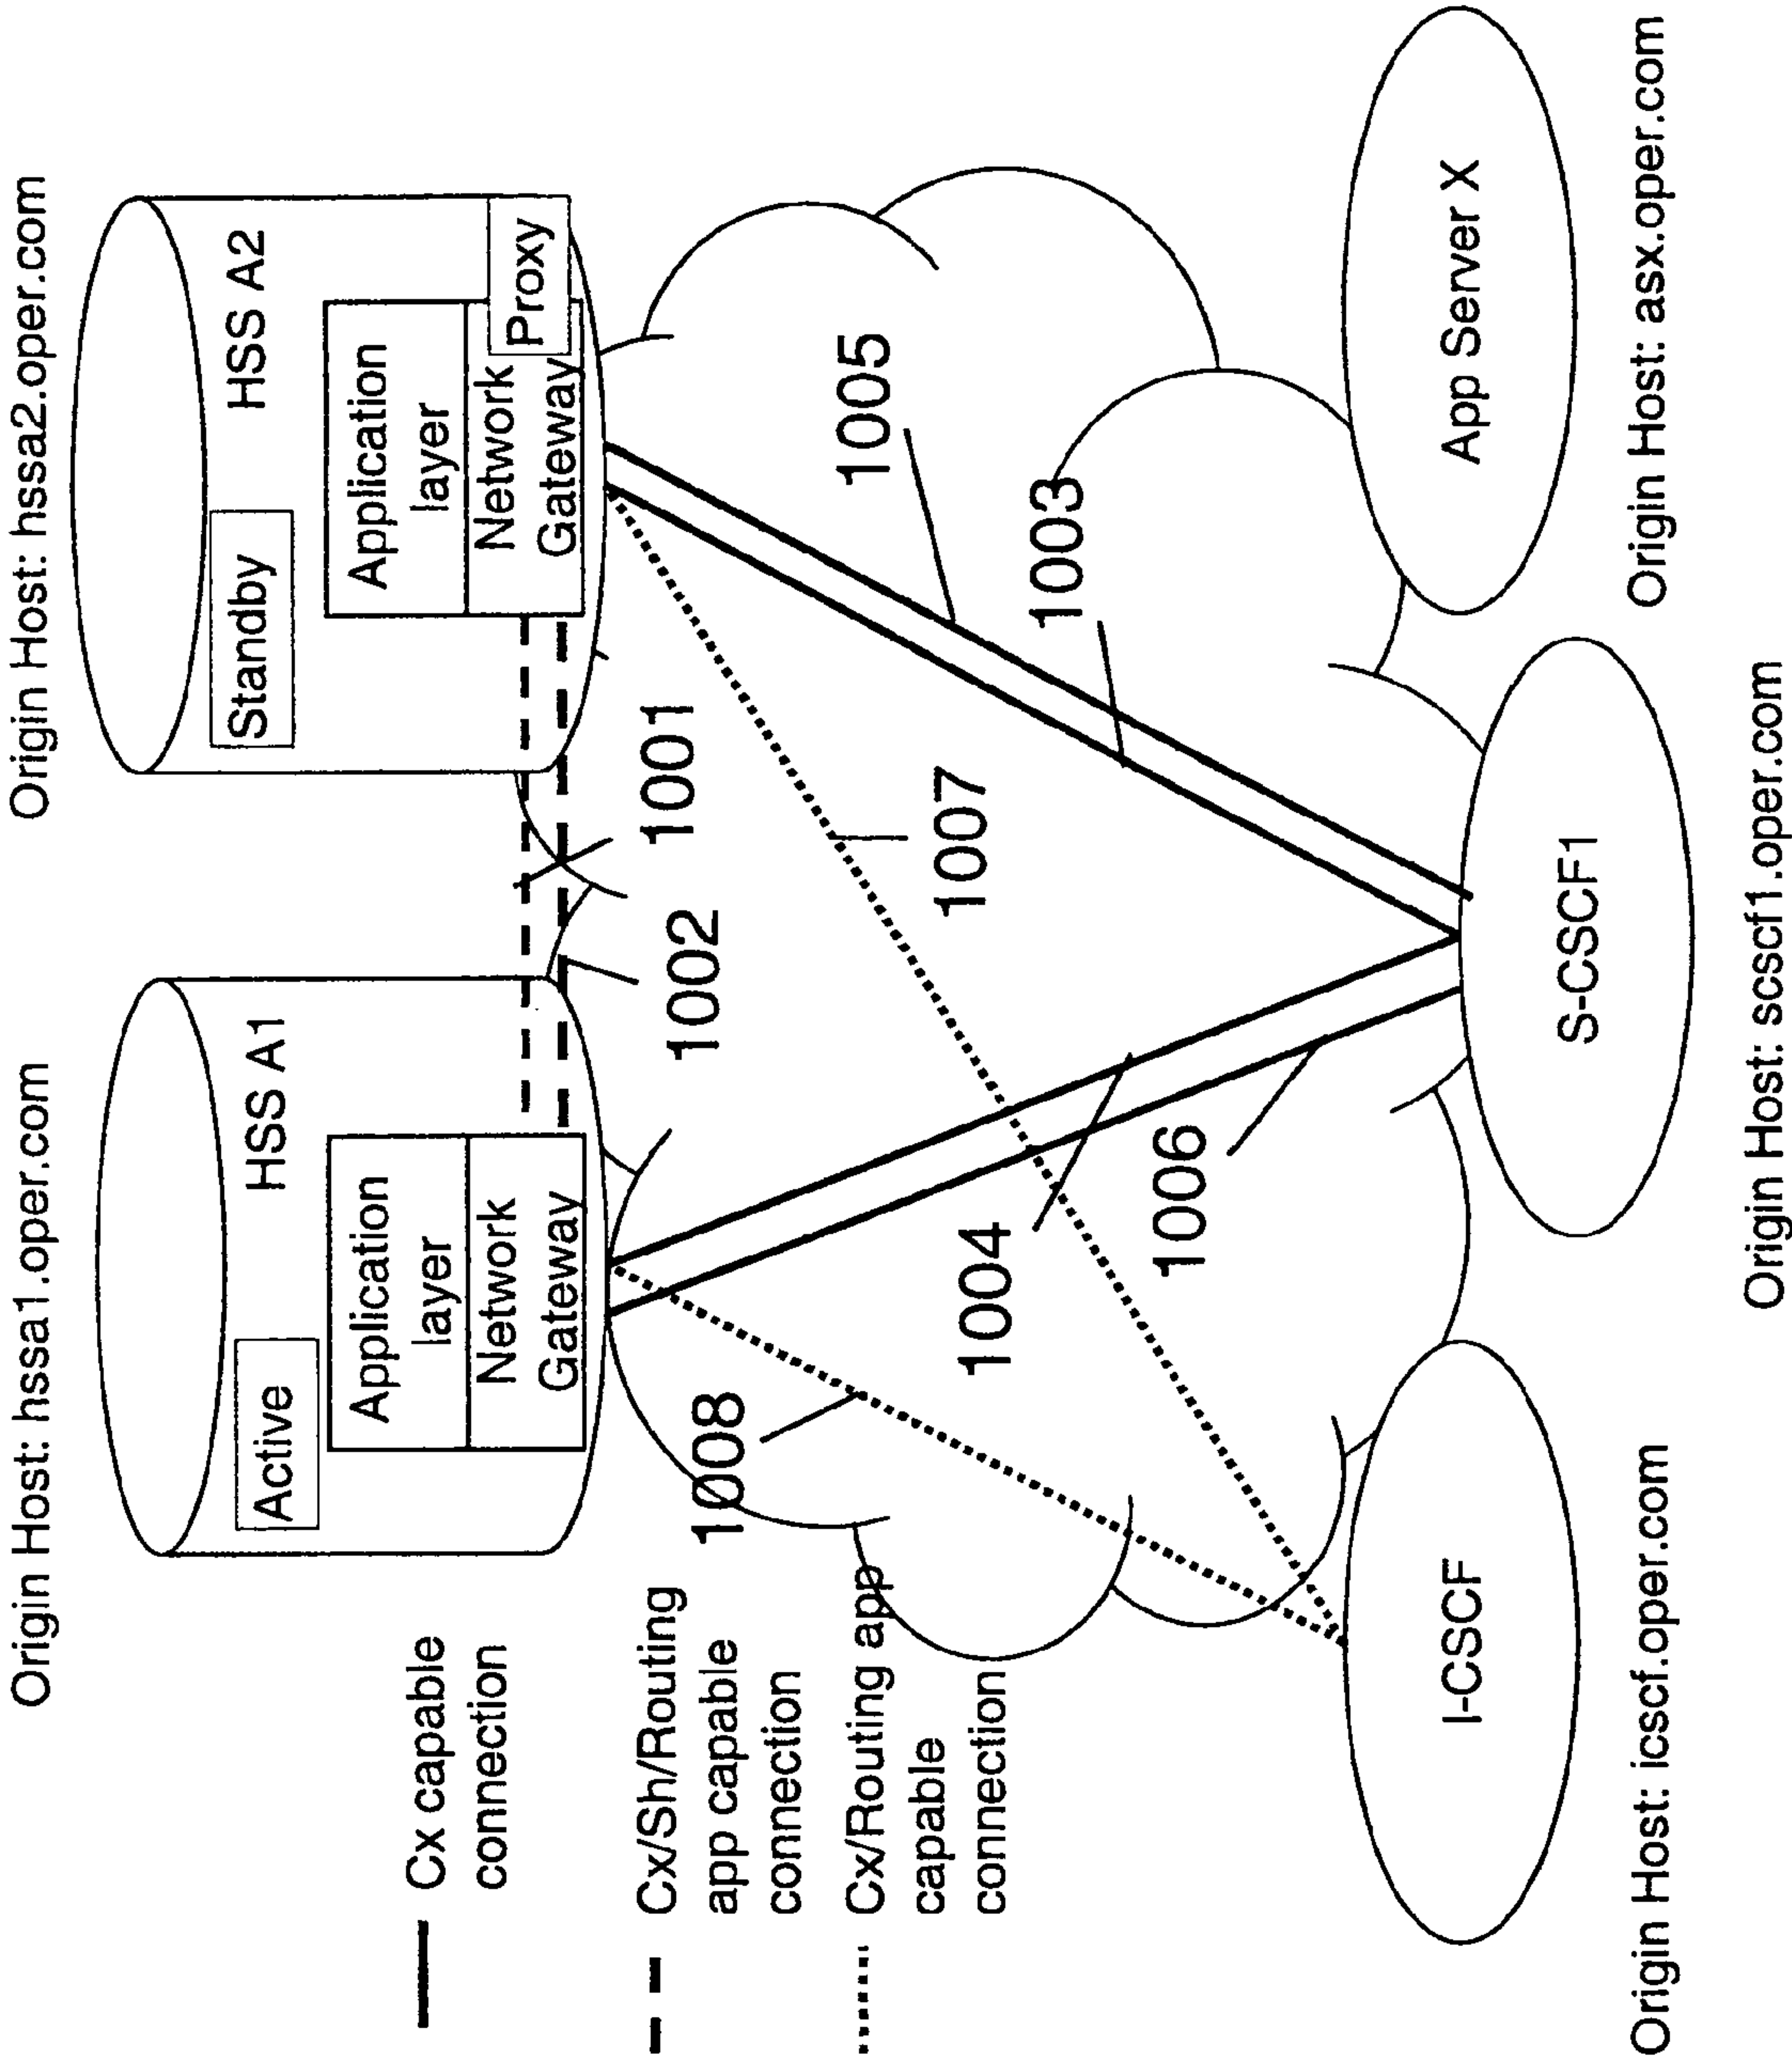 Origin Host: hssa1.oper.com
Origin Host: hssa2.oper.com
Active
HSS A1
Application
layer
Network
Gateway
Standby
HSS A2
Application
layer
Network
Gateway
Proxy
Cx capable
connection
Cx/Sh/Routing
app capable
connection
Cx/Routing app
capable
connection
1001
1002
1003
1004
1005
1006
1007
1008
I-CSCF
Origin Host: icscf.oper.com
S-CSCF1
Origin Host: scscf1.oper.com
App Server X
Origin Host: asx.oper.com